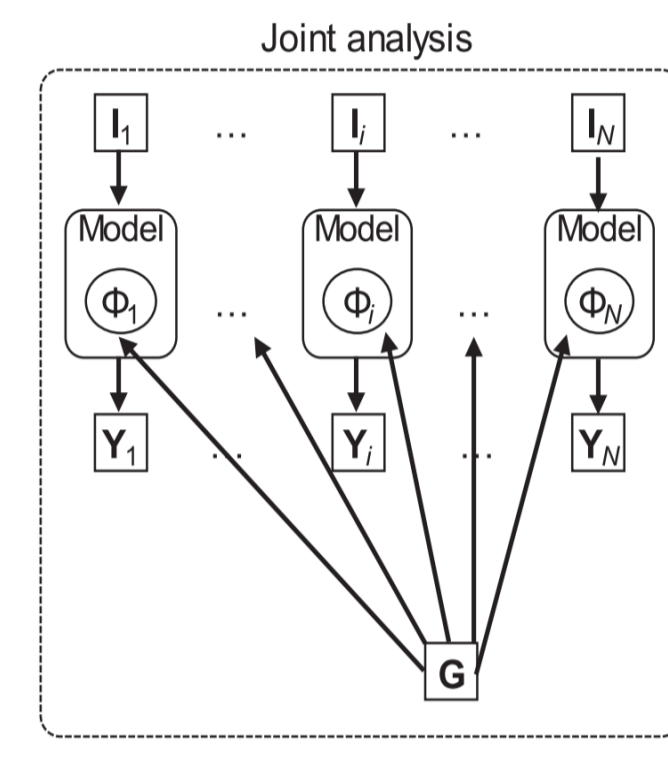 Joint analysis
I1 ... Ii ... IN
Model Model Model
Φ1 ... Φi ... ΦN
Y1 ... Yi ... YN
G